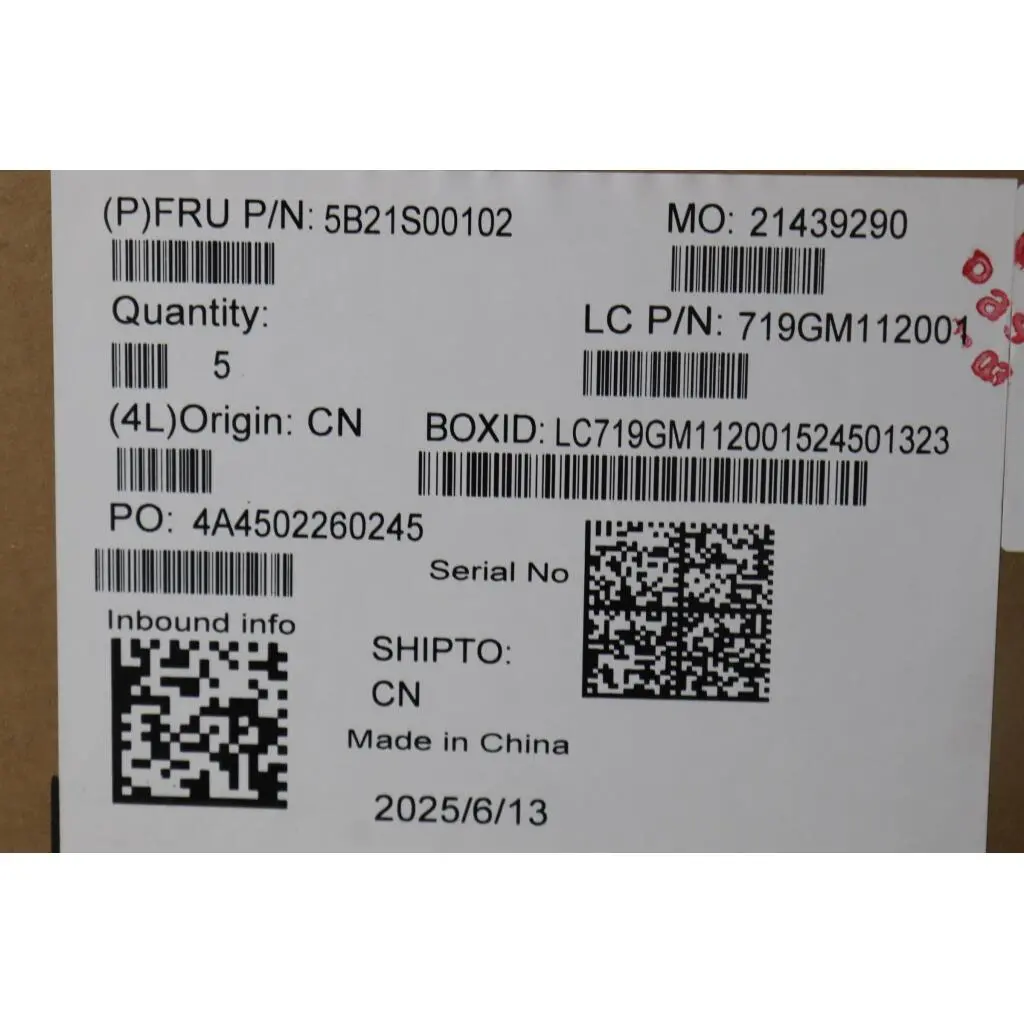 (P)FRU P/N: 5B21S00102
MO: 21439290
Quantity:
5
LC P/N: 719GM112001
(4L)Origin: CN
BOXID: LC719GM112001524501323
PO: 4A4502260245
Serial No
Inbound info
SHIPTO:
CN
Made in China
2025/6/13